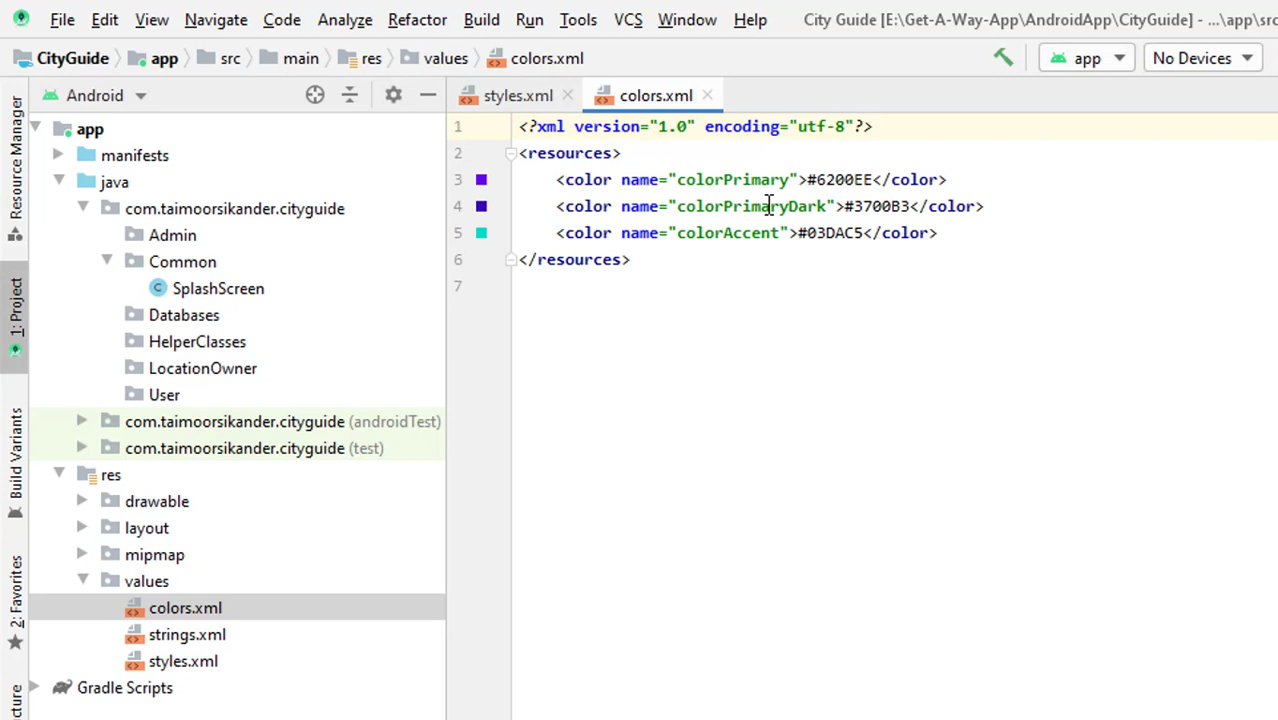 File Edit View Navigate Code Analyze Refactor Build Run Tools VCS Window Help City Guide [E:\Get-A-Way-App\AndroidApp\CityGuide] - ...\app\src
CityGuide app src main res values colors.xml app No Devices
Android
styles.xml colors.xml
Resource Manager
1: Project
Build Variants
2: Favorites
app
manifests
java
com.taimoorsikander.cityguide
Admin
Common
SplashScreen
Databases
HelperClasses
LocationOwner
User
com.taimoorsikander.cityguide (androidTest)
com.taimoorsikander.cityguide (test)
res
drawable
layout
mipmap
values
colors.xml
strings.xml
styles.xml
Gradle Scripts
1 <?xml version="1.0" encoding="utf-8"?>
2 <resources>
3 <color name="colorPrimary">#6200EE</color>
4 <color name="colorPrimaryDark">#3700B3</color>
5 <color name="colorAccent">#03DAC5</color>
6 </resources>
7